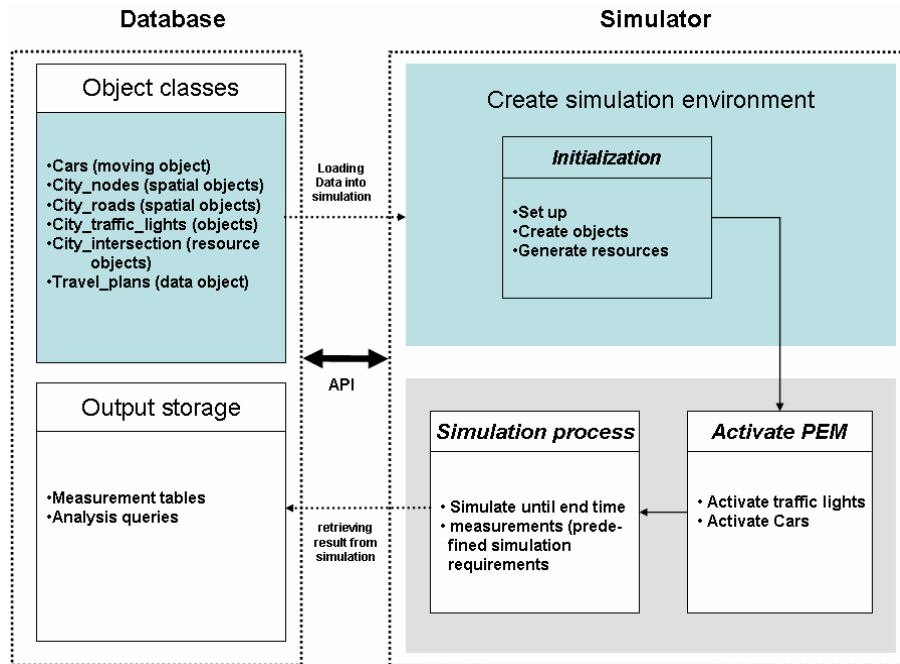 Database
Simulator
Object classes
•Cars (moving object)
•City_nodes (spatial objects)
•City_roads (spatial objects)
•City_traffic_lights (objects)
•City_intersection (resource
objects)
•Travel_plans (data object)
Loading
Data into
simulation
Create simulation environment
Initialization
•Set up
•Create objects
•Generate resources
API
Output storage
•Measurement tables
•Analysis queries
retrieving
result from
simulation
Simulation process
• Simulate until end time
• measurements (prede-
fined simulation
requirements
Activate PEM
• Activate traffic lights
• Activate Cars